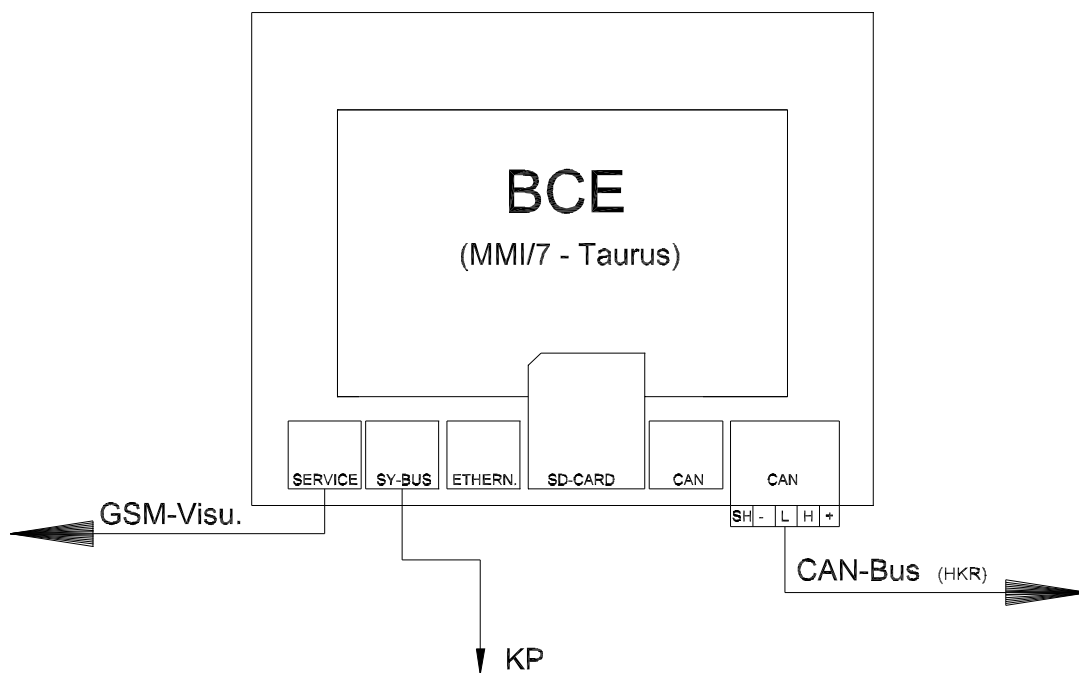 BCE
(MMI/7 - Taurus)
SERVICE SY-BUS ETHERN. SD-CARD CAN CAN
SH - L H +
GSM-Visu.
CAN-Bus (HKR)
KP